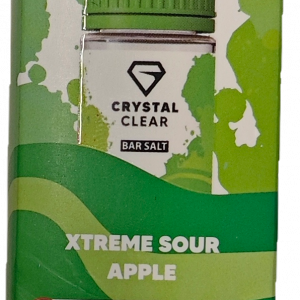 CRYSTAL
CLEAR
BAR SALT
XTREME SOUR
APPLE